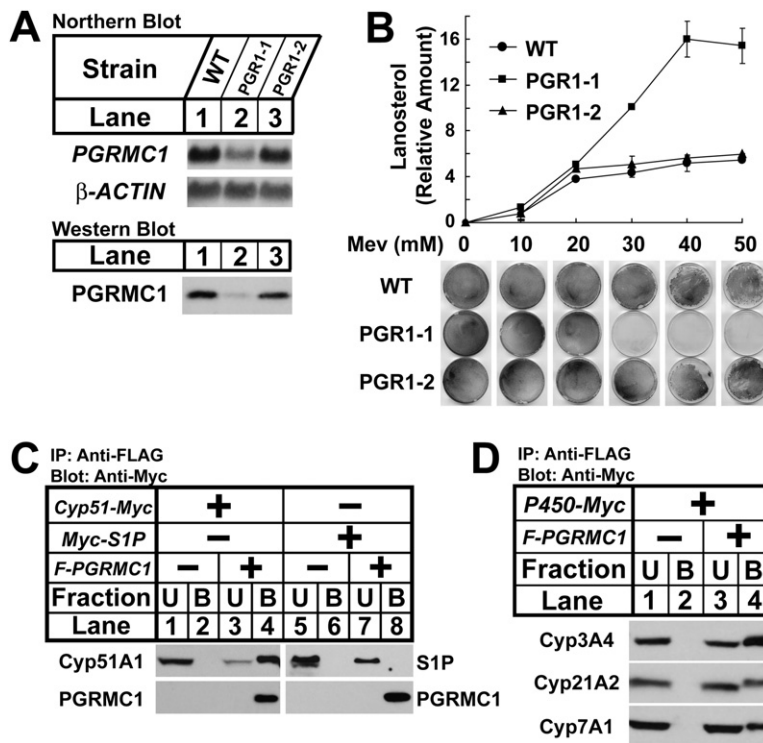 A
Northern Blot
Strain WT PGR1-1 PGR1-2
Lane 1 2 3
PGRMC1
β-ACTIN
Western Blot
Lane 1 2 3
PGRMC1
B
Lanosterol
(Relative Amount)
16
12
8
4
0
WT
PGR1-1
PGR1-2
Mev (mM) 0 10 20 30 40 50
WT
PGR1-1
PGR1-2
C
IP: Anti-FLAG
Blot: Anti-Myc
Cyp51-Myc + −
Myc-S1P − +
F-PGRMC1 − + − +
Fraction U B U B U B U B
Lane 1 2 3 4 5 6 7 8
Cyp51A1 S1P
PGRMC1 PGRMC1
D
IP: Anti-FLAG
Blot: Anti-Myc
P450-Myc +
F-PGRMC1 − +
Fraction U B U B
Lane 1 2 3 4
Cyp3A4
Cyp21A2
Cyp7A1